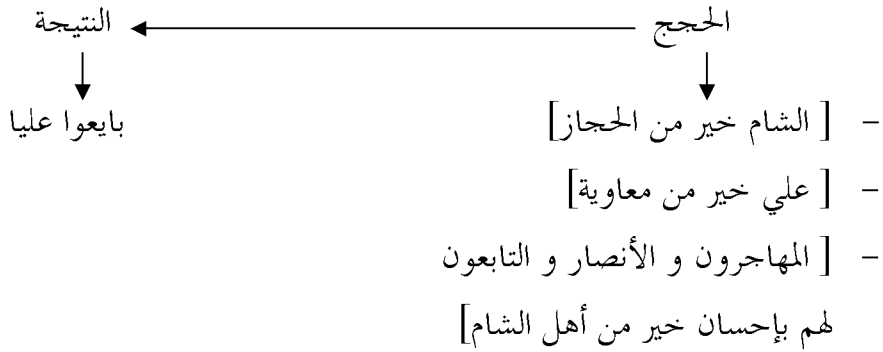 الحجج النتيجة
- [ الشام خير من الحجاز] بايعوا عليا
- [ علي خير من معاوية]
- [ المهاجرون و الأنصار و التابعون
لهم بإحسان خير من أهل الشام]